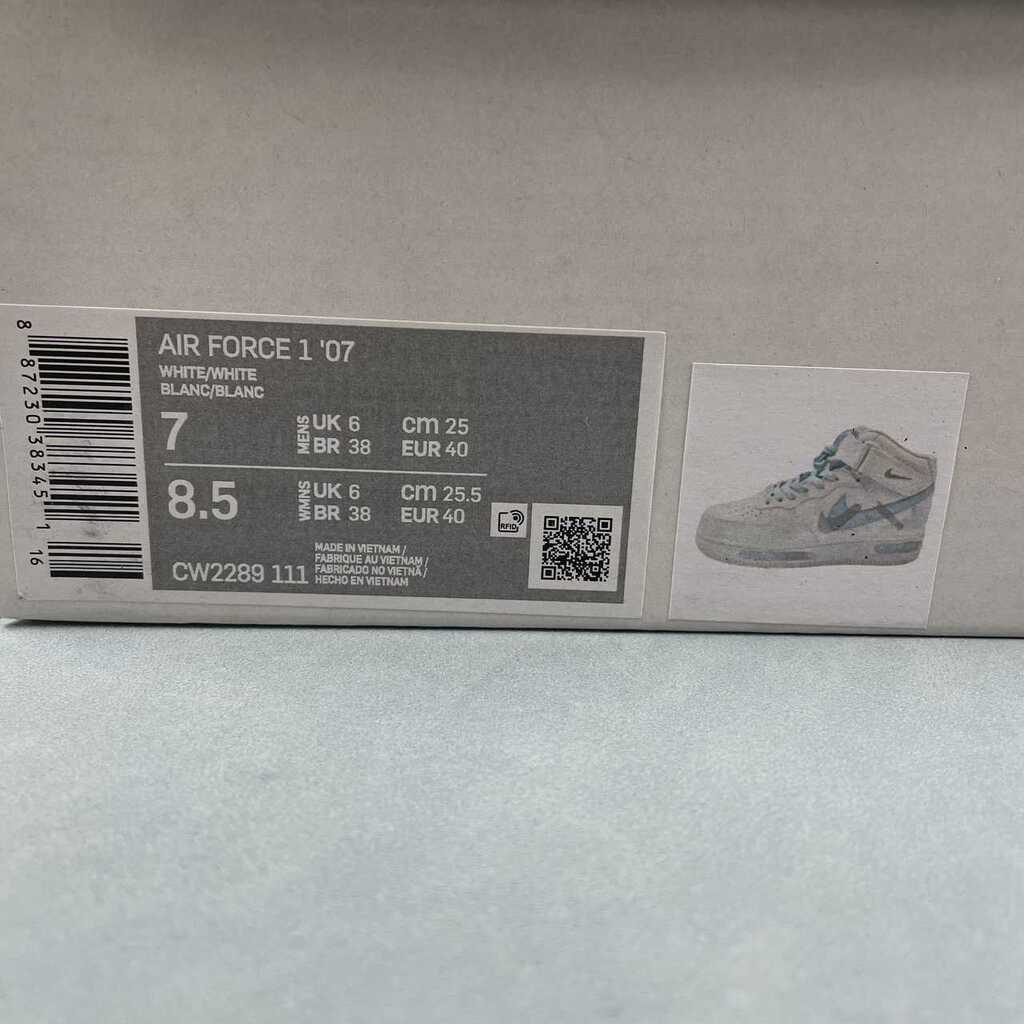 AIR FORCE 1 '07
WHITE/WHITE
BLANC/BLANC
7 MENS UK 6 cm 25
BR 38 EUR 40
8.5 WMNS UK 6 cm 25.5
BR 38 EUR 40
RFID
CW2289 111
MADE IN VIETNAM /
FABRIQUE AU VIETNAM /
FABRICADO NO VIETNÃ /
HECHO EN VIETNAM
8 87230 38345 1 16